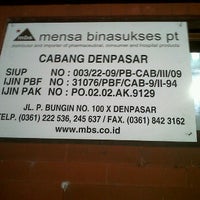 mbs
mensa binasukses pt
distributor and importer of pharmaceutical, consumer and hospital products
CABANG DENPASAR
SIUP NO : 003/22-09/PB-CAB/III/09
IJIN PBF NO : 31076/PBF/CAB-9/II-94
IJIN PAK NO : PO.02.02.AK.9129
JL. P. BUNGIN NO. 100 X DENPASAR
TELP. (0361) 222 536, 245 637 / FAX. (0361) 842 3162
www.mbs.co.id